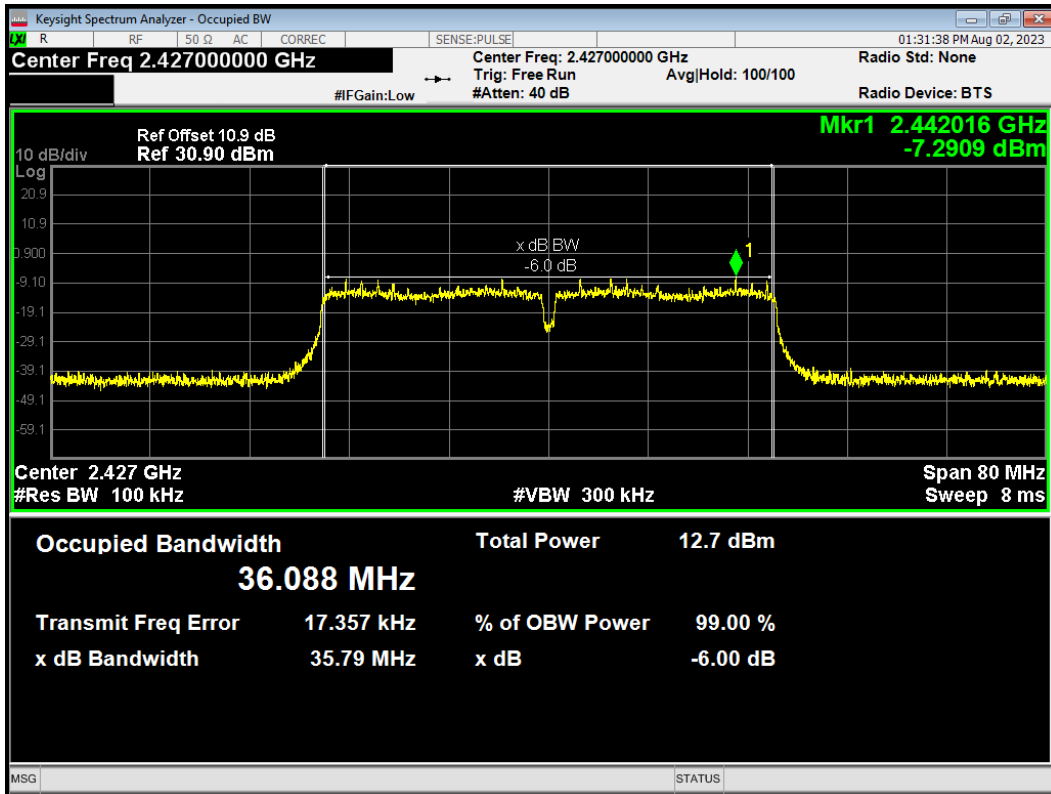 Keysight Spectrum Analyzer - Occupied BW
LXI R RF 50 Ω AC CORREC SENSE:PULSE 01:31:38 PM Aug 02, 2023
Center Freq 2.427000000 GHz Center Freq: 2.427000000 GHz Radio Std: None
Trig: Free Run Avg|Hold: 100/100
#IFGain:Low #Atten: 40 dB Radio Device: BTS
Ref Offset 10.9 dB Mkr1 2.442016 GHz
10 dB/div Ref 30.90 dBm -7.2909 dBm
Log
20.9
10.9
0.900
-9.10
-19.1
-29.1
-39.1
-49.1
-59.1
x dB BW
-6.0 dB
1
Center 2.427 GHz Span 80 MHz
#Res BW 100 kHz #VBW 300 kHz Sweep 8 ms
Occupied Bandwidth Total Power 12.7 dBm
36.088 MHz
Transmit Freq Error 17.357 kHz % of OBW Power 99.00 %
x dB Bandwidth 35.79 MHz x dB -6.00 dB
MSG STATUS